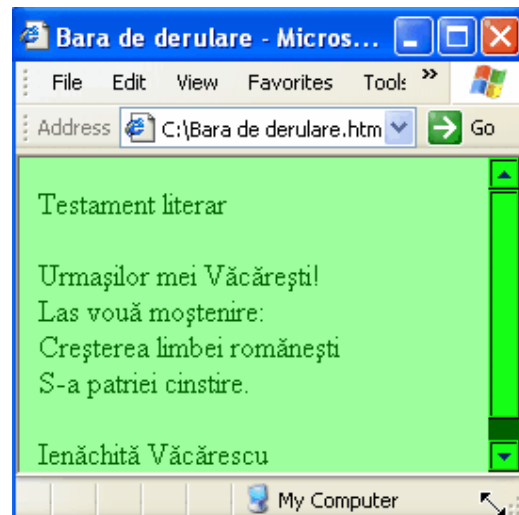 Bara de derulare - Micros...
File Edit View Favorites Tools »
Address C:\Bara de derulare.htm Go
Testament literar
Urmaşilor mei Văcăreşti!
Las vouă moştenire:
Creşterea limbei româneşti
S-a patriei cinstire.
Ienăchită Văcărescu
My Computer